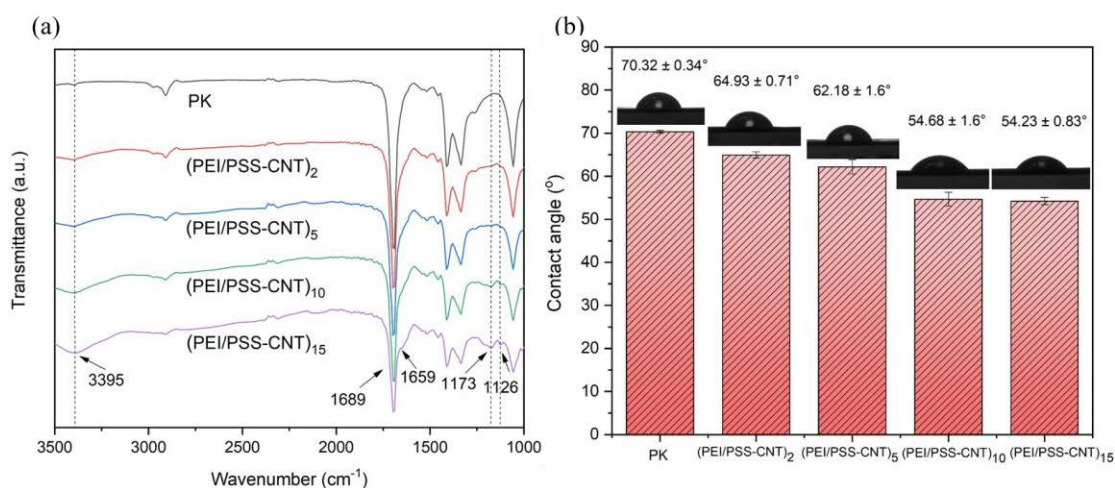 (a)
Transmittance (a.u.)
PK
(PEI/PSS-CNT)₂
(PEI/PSS-CNT)₅
(PEI/PSS-CNT)₁₀
(PEI/PSS-CNT)₁₅
3395
1689
1659
1173
1126
3500 3000 2500 2000 1500 1000
Wavenumber (cm⁻¹)
(b)
Contact angle (⁰)
90
80
70
60
50
40
30
20
10
0
70.32 ± 0.34°
64.93 ± 0.71°
62.18 ± 1.6°
54.68 ± 1.6°
54.23 ± 0.83°
PK (PEI/PSS-CNT)₂ (PEI/PSS-CNT)₅ (PEI/PSS-CNT)₁₀ (PEI/PSS-CNT)₁₅